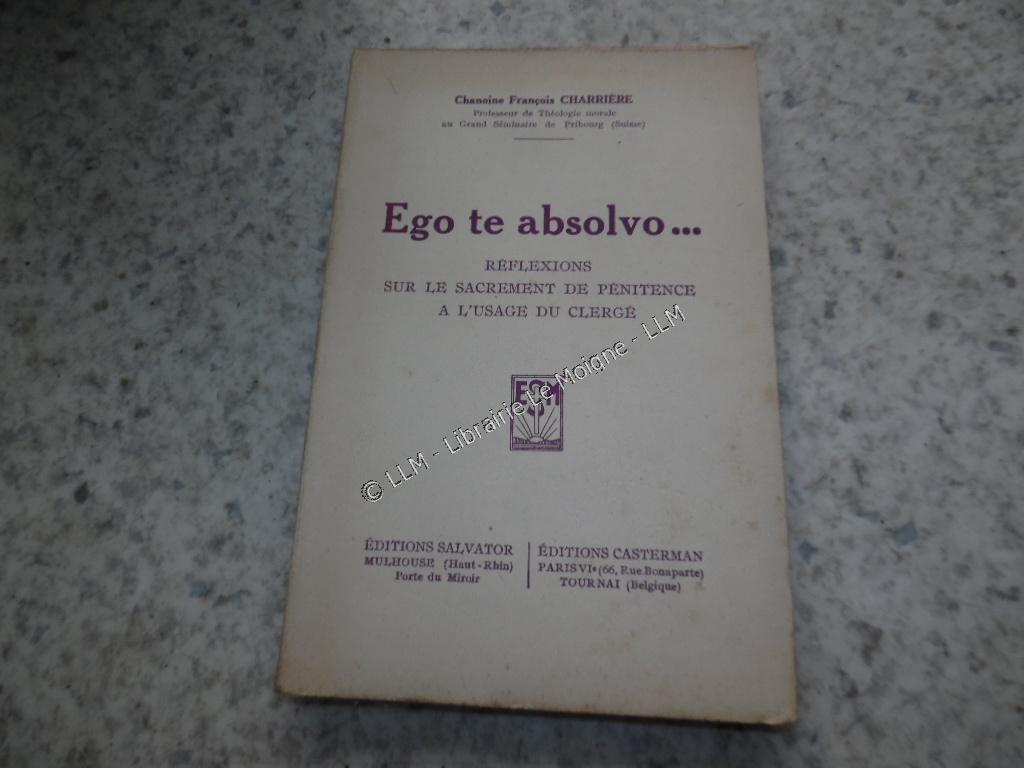 Chanoine François CHARRIÈRE
Professeur de Théologie morale
au Grand Séminaire de Fribourg (Suisse)
Ego te absolvo...
RÉFLEXIONS
SUR LE SACREMENT DE PÉNITENCE
A L'USAGE DU CLERGÉ
ESM
© LLM - Librairie Le Moigne - LLM
ÉDITIONS SALVATOR
MULHOUSE (Haut-Rhin)
Porte du Miroir
ÉDITIONS CASTERMAN
PARIS VIe (66, Rue Bonaparte)
TOURNAI (Belgique)